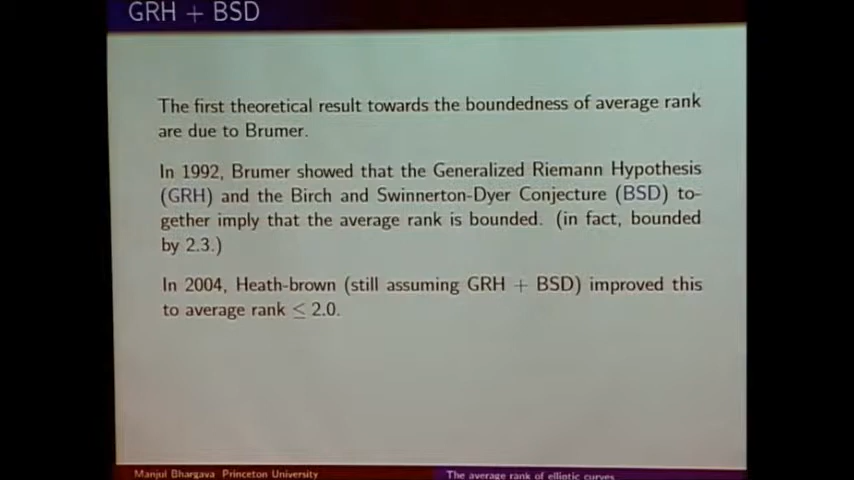 GRH + BSD
The first theoretical result towards the boundedness of average rank
are due to Brumer.
In 1992, Brumer showed that the Generalized Riemann Hypothesis
(GRH) and the Birch and Swinnerton-Dyer Conjecture (BSD) to-
gether imply that the average rank is bounded. (in fact, bounded
by 2.3.)
In 2004, Heath-brown (still assuming GRH + BSD) improved this
to average rank ≤ 2.0.
Manjul Bhargava Princeton University
The average rank of elliptic curves